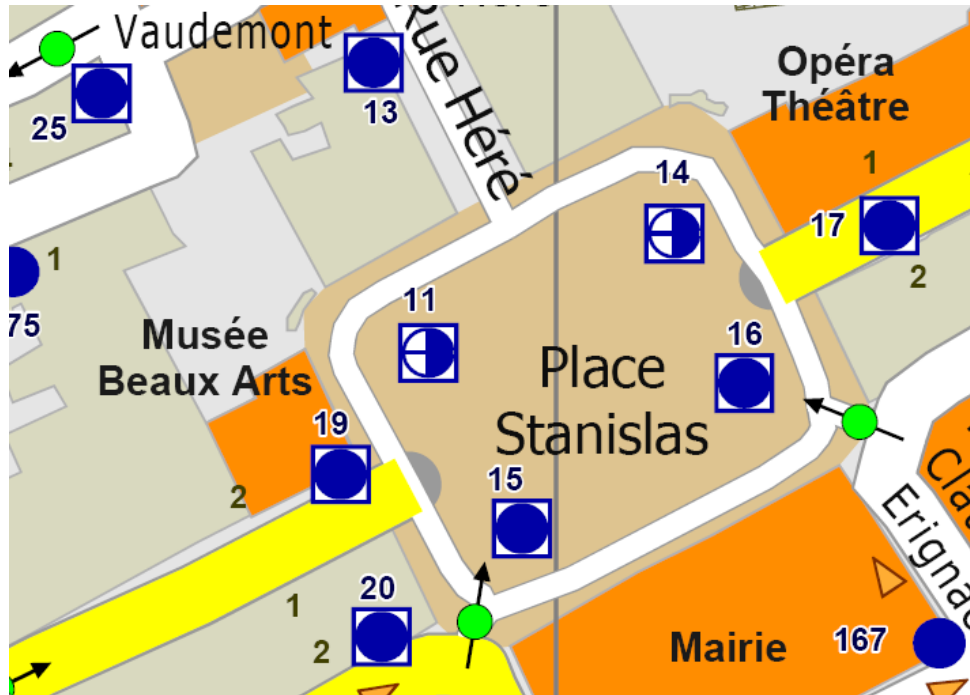 Vaudemont
25
13
Rue Héré
Opéra
Théâtre
14
1
17
2
1
75
11
16
Musée
Beaux Arts
Place
Stanislas
19
2
15
1
20
2
Mairie
167